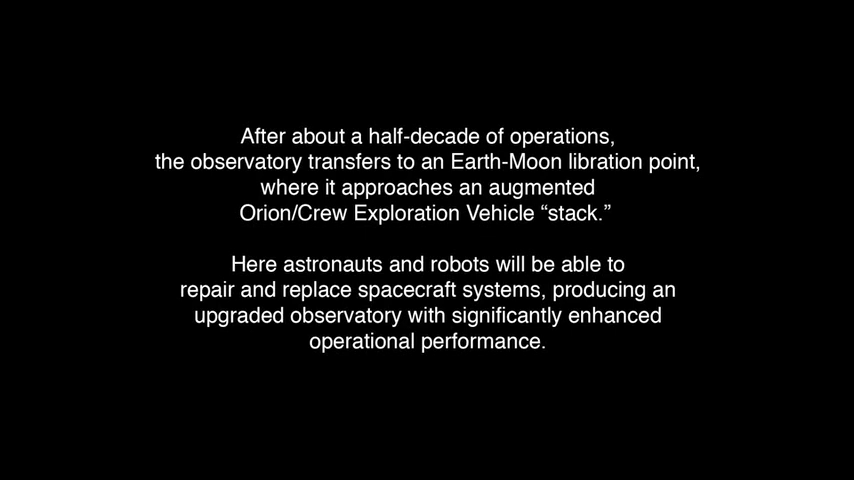 After about a half-decade of operations,
the observatory transfers to an Earth-Moon libration point,
where it approaches an augmented
Orion/Crew Exploration Vehicle “stack.”
Here astronauts and robots will be able to
repair and replace spacecraft systems, producing an
upgraded observatory with significantly enhanced
operational performance.